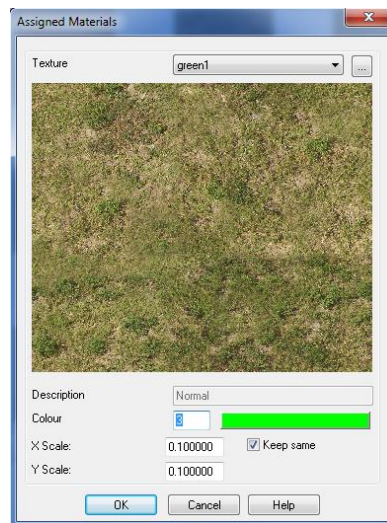 Assigned Materials
Texture green1 ...
Description Normal
Colour 3
X Scale: 0.100000 Keep same
Y Scale: 0.100000
OK Cancel Help